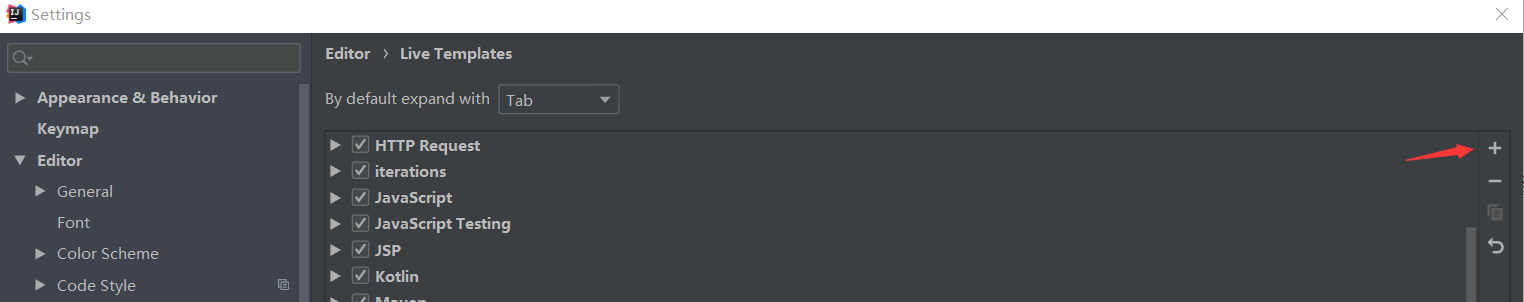 Settings
Editor › Live Templates
Appearance & Behavior
By default expand with Tab
Keymap
HTTP Request
Editor
iterations
General
JavaScript
Font
JavaScript Testing
Color Scheme
JSP
Code Style
Kotlin
Maven